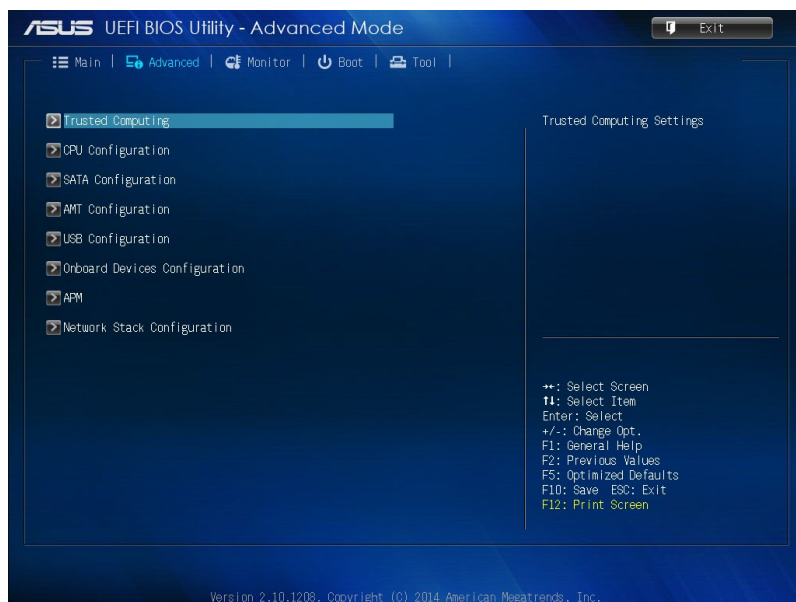 ASUS UEFI BIOS Utility - Advanced Mode
Exit
Main | Advanced | Monitor | Boot | Tool |
Trusted Computing
CPU Configuration
SATA Configuration
AMT Configuration
USB Configuration
Onboard Devices Configuration
APM
Network Stack Configuration
Trusted Computing Settings
→←: Select Screen
↑↓: Select Item
Enter: Select
+/-: Change Opt.
F1: General Help
F2: Previous Values
F5: Optimized Defaults
F10: Save ESC: Exit
F12: Print Screen
Version 2.10.1208. Copyright (C) 2014 American Megatrends, Inc.